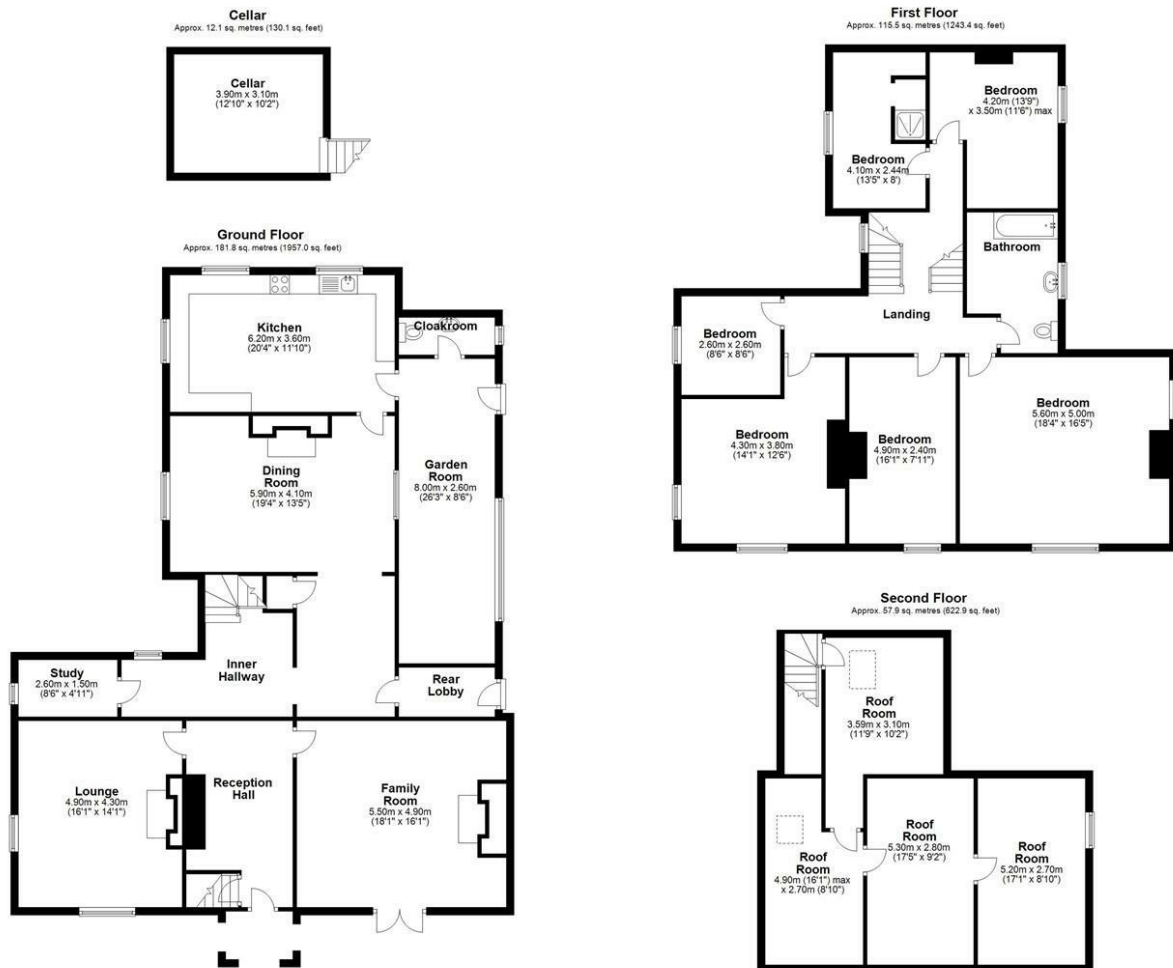 Cellar
Approx. 12.1 sq. metres (130.1 sq. feet)
Cellar
3.90m x 3.10m
(12'10" x 10'2")
Ground Floor
Approx. 181.8 sq. metres (1957.0 sq. feet)
Kitchen
6.20m x 3.60m
(20'4" x 11'10")
Cloakroom
Dining
Room
5.90m x 4.10m
(19'4" x 13'5")
Garden
Room
8.00m x 2.60m
(26'3" x 8'6")
Study
2.60m x 1.50m
(8'6" x 4'11")
Inner
Hallway
Rear
Lobby
Lounge
4.90m x 4.30m
(16'1" x 14'1")
Reception
Hall
Family
Room
5.50m x 4.90m
(18'1" x 16'1")
First Floor
Approx. 115.5 sq. metres (1243.4 sq. feet)
Bedroom
4.20m (13'9")
x 3.50m (11'6") max
Bedroom
4.10m x 2.44m
(13'5" x 8')
Bathroom
Landing
Bedroom
2.60m x 2.60m
(8'6" x 8'6")
Bedroom
4.30m x 3.80m
(14'1" x 12'6")
Bedroom
4.90m x 2.40m
(16'1" x 7'11")
Bedroom
5.60m x 5.00m
(18'4" x 16'5")
Second Floor
Approx. 57.9 sq. metres (622.9 sq. feet)
Roof
Room
3.59m x 3.10m
(11'9" x 10'2")
Roof
Room
4.90m (16'1") max
x 2.70m (8'10")
Roof
Room
5.30m x 2.80m
(17'5" x 9'2")
Roof
Room
5.20m x 2.70m
(17'1" x 8'10")